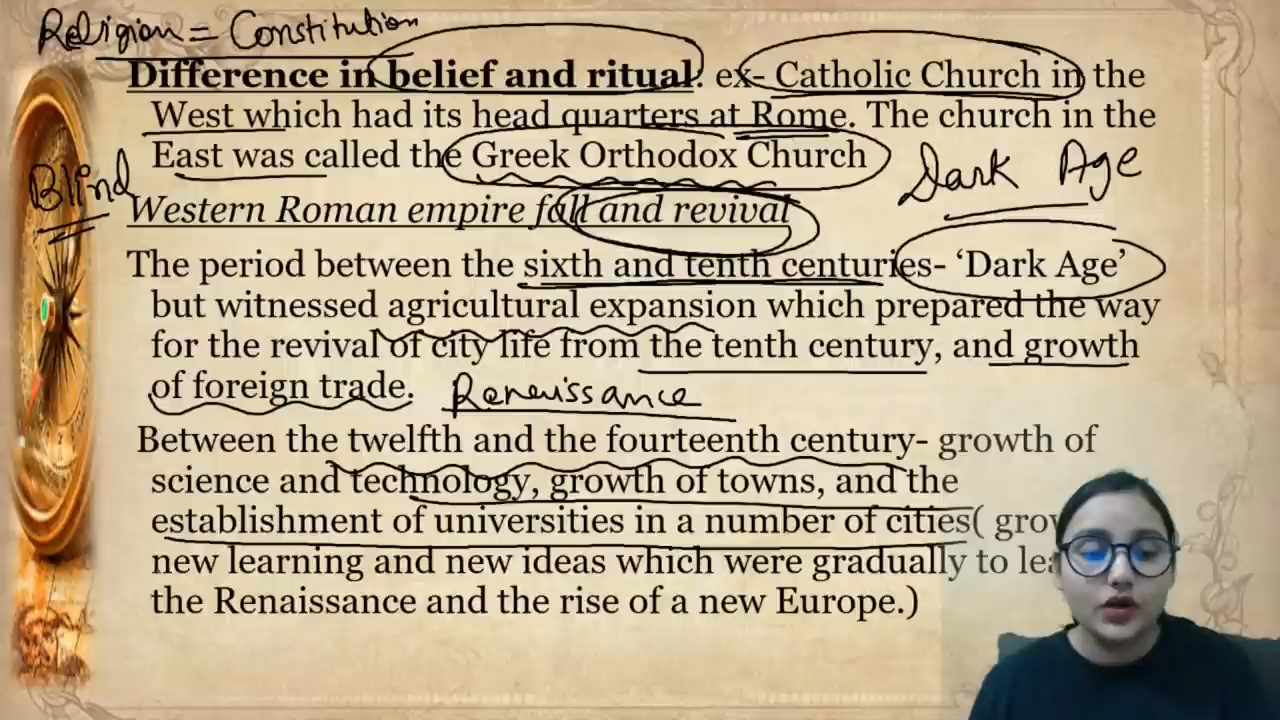 Religion = Constitution
Difference in belief and ritual. ex- Catholic Church in the
West which had its head quarters at Rome. The church in the
East was called the Greek Orthodox Church
Dark Age
Blind
Western Roman empire fall and revival
The period between the sixth and tenth centuries- ‘Dark Age’
but witnessed agricultural expansion which prepared the way
for the revival of city life from the tenth century, and growth
of foreign trade. Renaissance
Between the twelfth and the fourteenth century- growth of
science and technology, growth of towns, and the
establishment of universities in a number of cities(
new learning and new ideas which were gradually to
the Renaissance and the rise of a new Europe.)